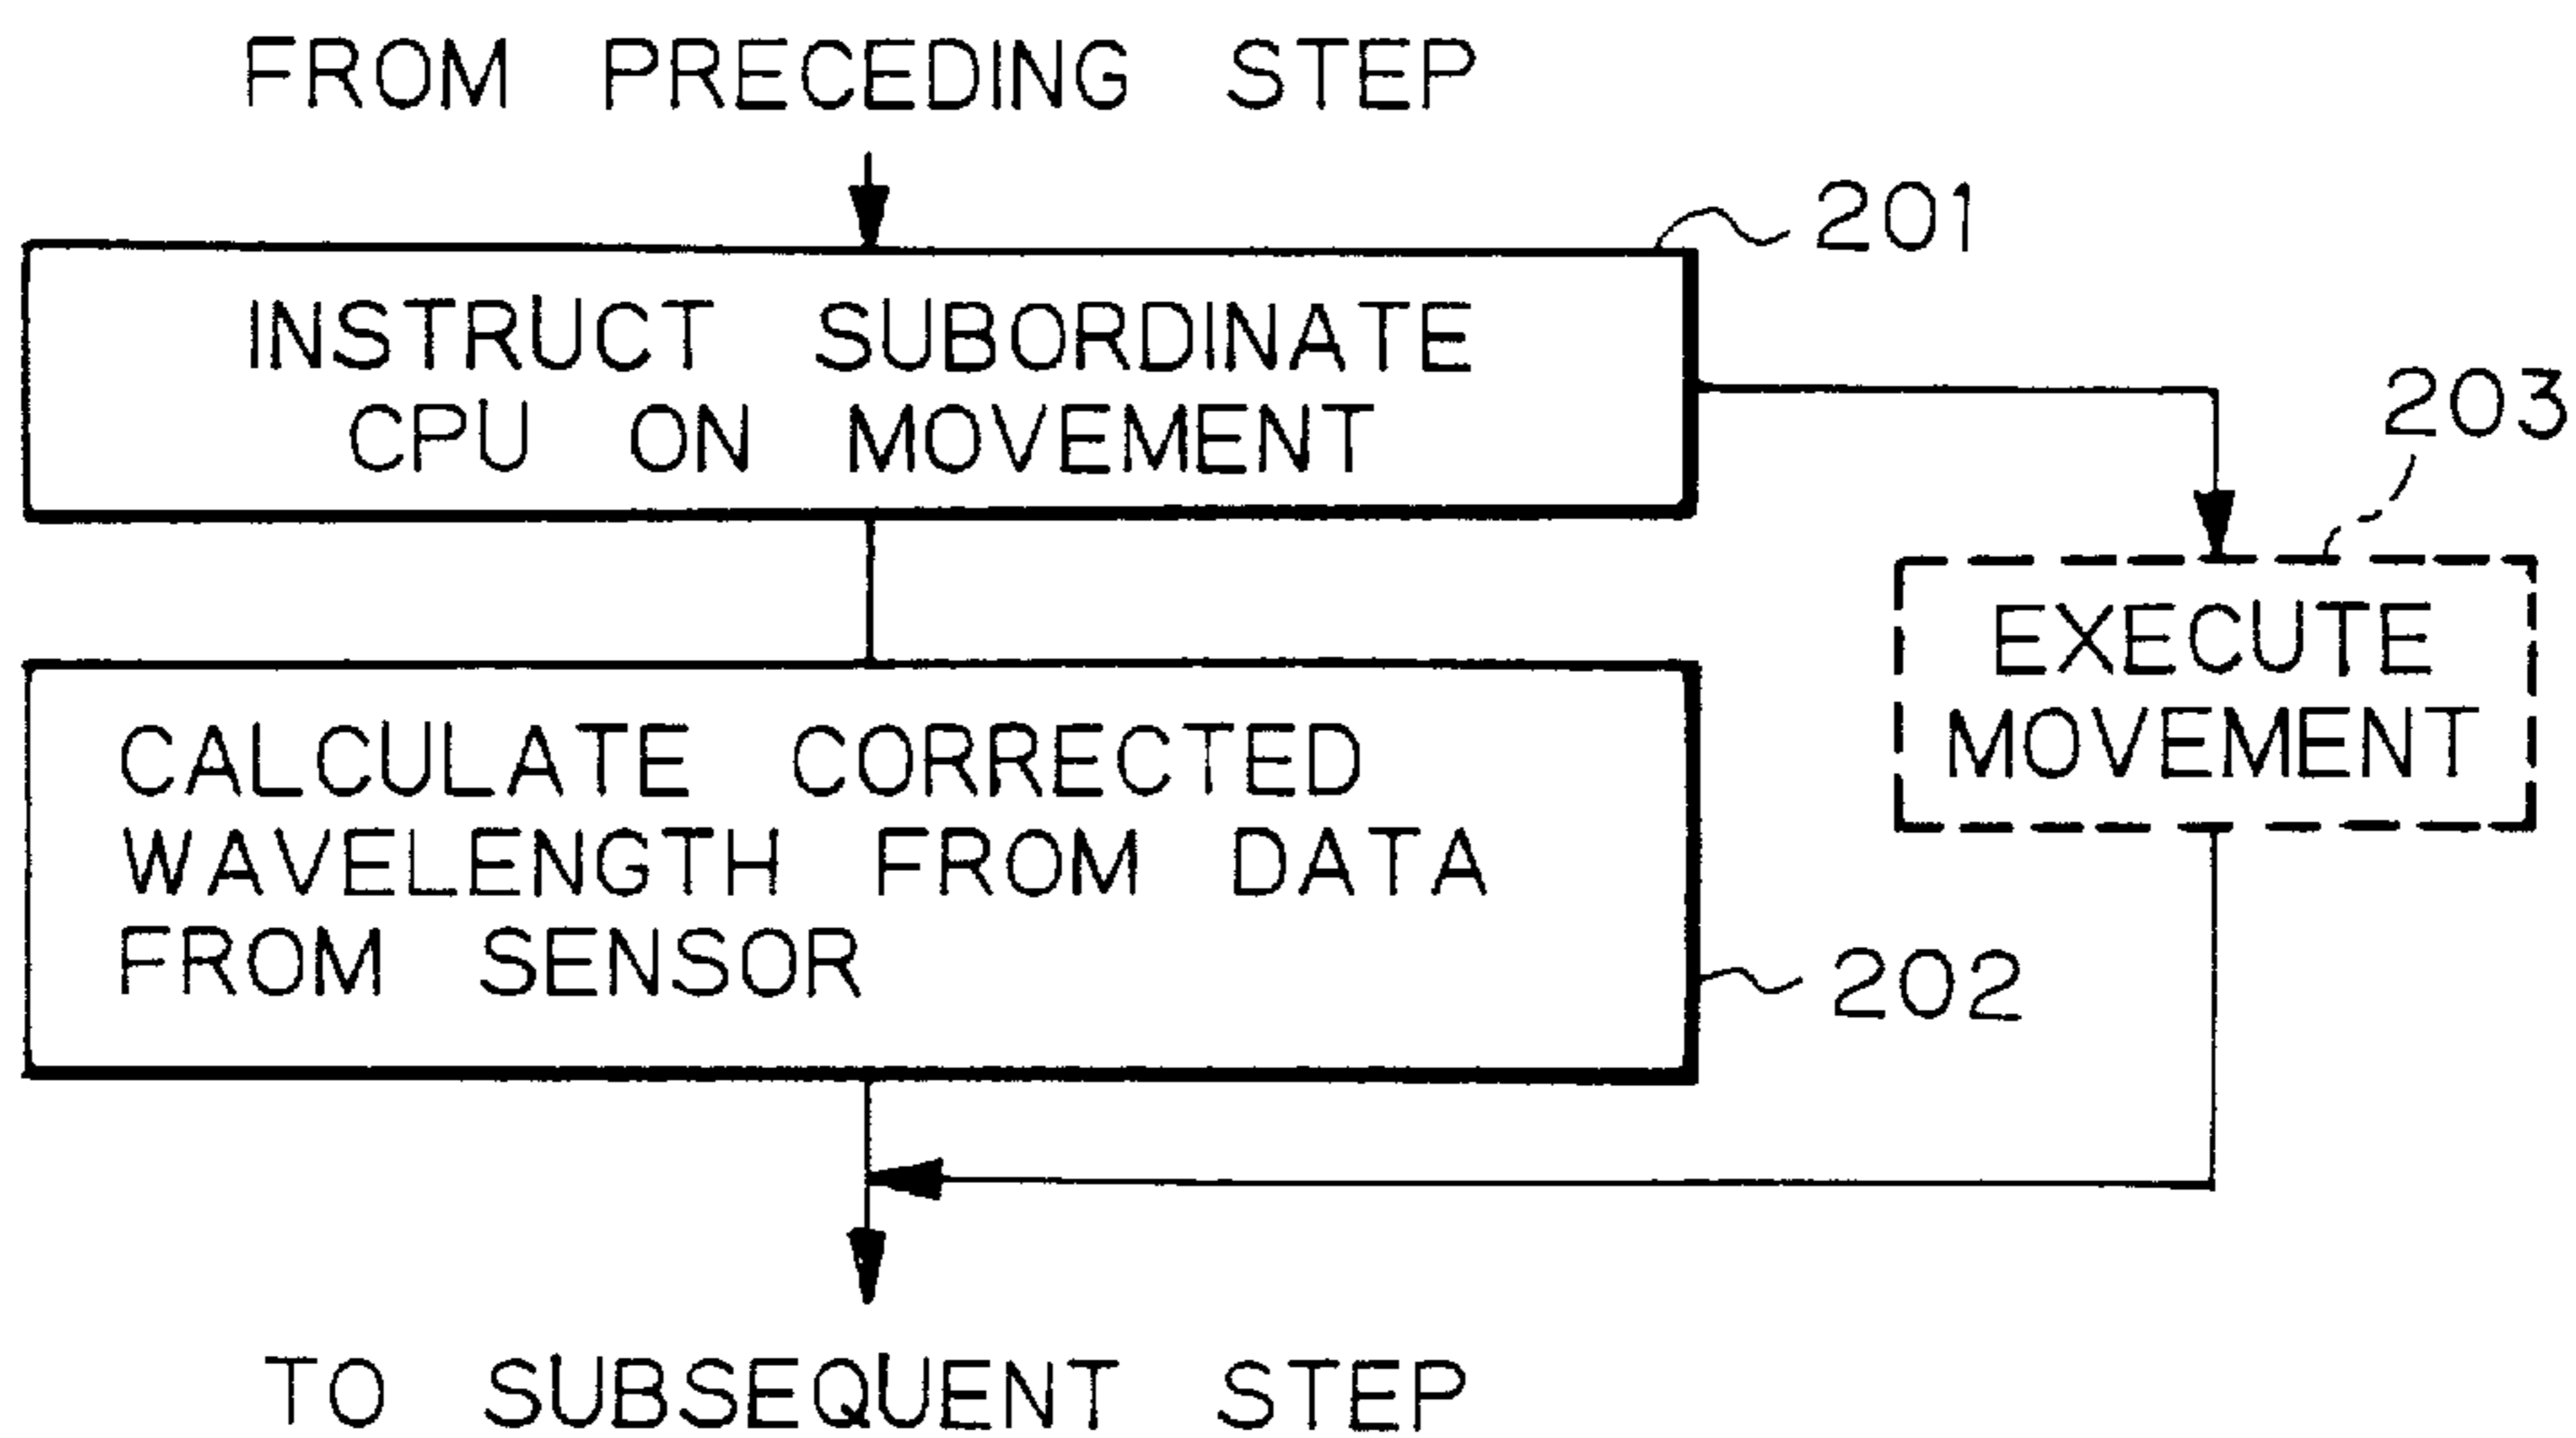 FROM PRECEDING STEP
201
INSTRUCT SUBORDINATE
CPU ON MOVEMENT
203
EXECUTE
MOVEMENT
CALCULATE CORRECTED
WAVELENGTH FROM DATA
FROM SENSOR
202
TO SUBSEQUENT STEP